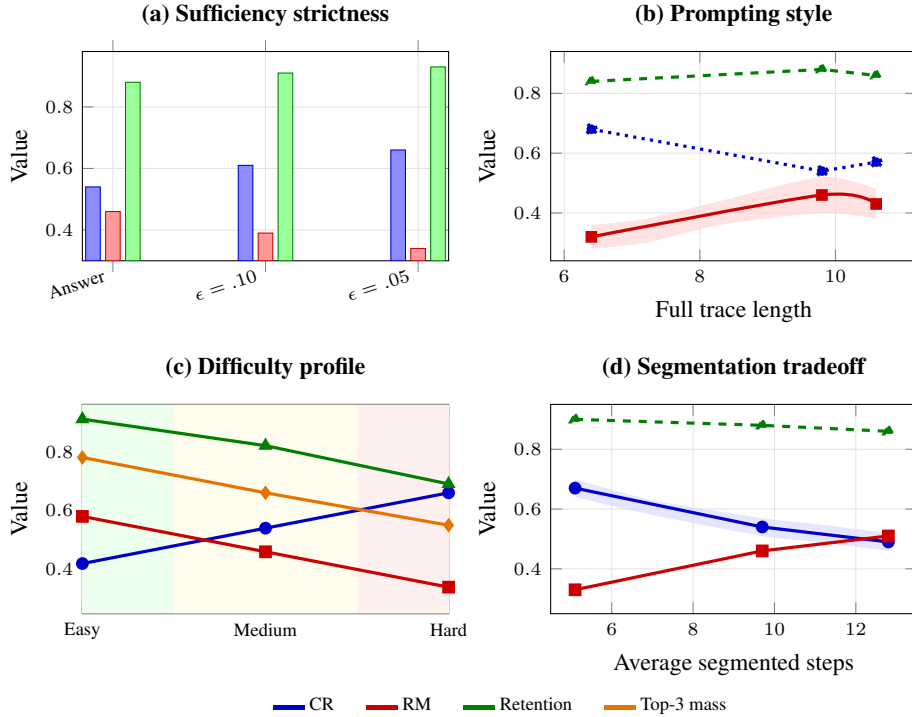 (a) Sufficiency strictness
0.4
0.6
0.8
Value
Answer
ϵ = .10
ϵ = .05
(b) Prompting style
0.4
0.6
0.8
Value
6
8
10
Full trace length
(c) Difficulty profile
0.4
0.6
0.8
Value
Easy
Medium
Hard
(d) Segmentation tradeoff
0.4
0.6
0.8
Value
6
8
10
12
Average segmented steps
CR RM Retention Top-3 mass